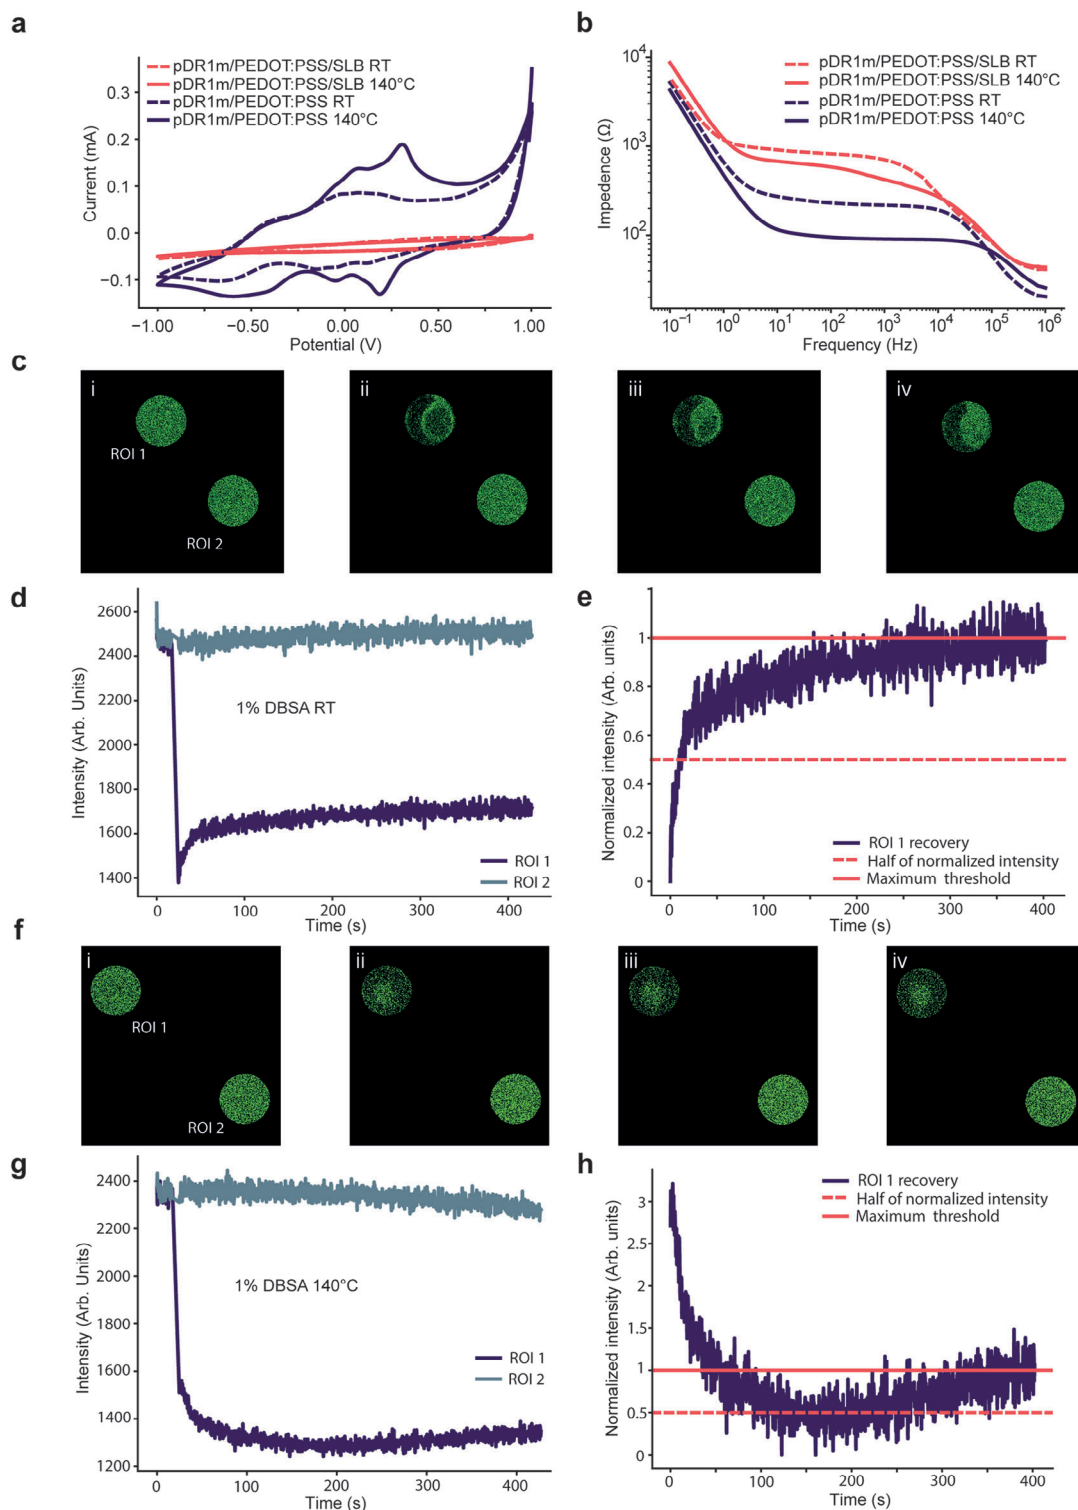 a
pDR1m/PEDOT:PSS/SLB RT
pDR1m/PEDOT:PSS/SLB 140°C
pDR1m/PEDOT:PSS RT
pDR1m/PEDOT:PSS 140°C
Current (mA)
0.3
0.2
0.1
0.0
−0.1
−1.00
−0.50
0.00
0.50
1.00
Potential (V)
b
pDR1m/PEDOT:PSS/SLB RT
pDR1m/PEDOT:PSS/SLB 140°C
pDR1m/PEDOT:PSS RT
pDR1m/PEDOT:PSS 140°C
Impedence (Ω)
10⁴
10³
10²
10⁻¹
10⁰
10¹
10²
10³
10⁴
10⁵
10⁶
Frequency (Hz)
c
i
ROI 1
ROI 2
ii
iii
iv
d
Intensity (Arb. Units)
2600
2400
2200
2000
1800
1600
1400
1% DBSA RT
ROI 1
ROI 2
0
100
200
300
400
Time (s)
e
Normalized intensity (Arb. units)
1
0.8
0.6
0.4
0.2
0
ROI 1 recovery
Half of normalized intensity
Maximum threshold
0
100
200
300
400
Time (s)
f
i
ROI 1
ROI 2
ii
iii
iv
g
Intensity (Arb. Units)
2400
2200
2000
1800
1600
1400
1200
1% DBSA 140°C
ROI 1
ROI 2
0
100
200
300
400
Time (s)
h
Normalized intensity (Arb. units)
3
2.5
2
1.5
1
0.5
0
ROI 1 recovery
Half of normalized intensity
Maximum threshold
0
100
200
300
400
Time (s)